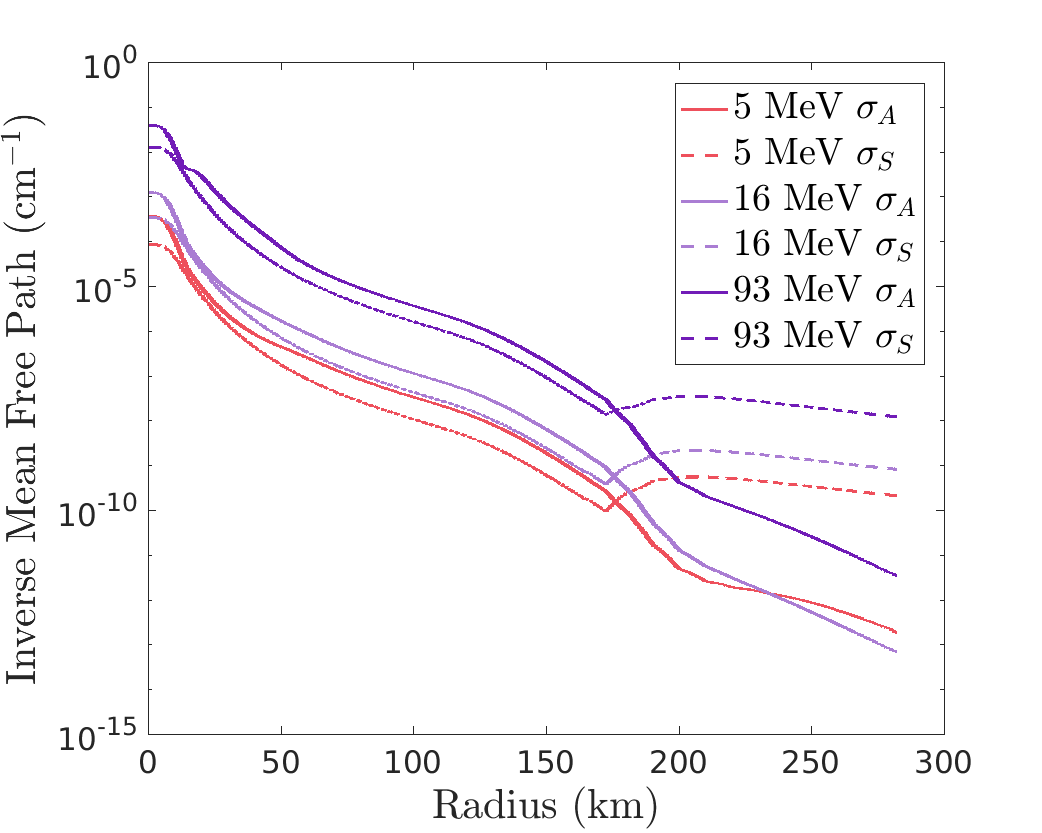 10^0
10^-5
10^-10
10^-15
Inverse Mean Free Path (cm^−1)
5 MeV σ_A
5 MeV σ_S
16 MeV σ_A
16 MeV σ_S
93 MeV σ_A
93 MeV σ_S
0 50 100 150 200 250 300
Radius (km)